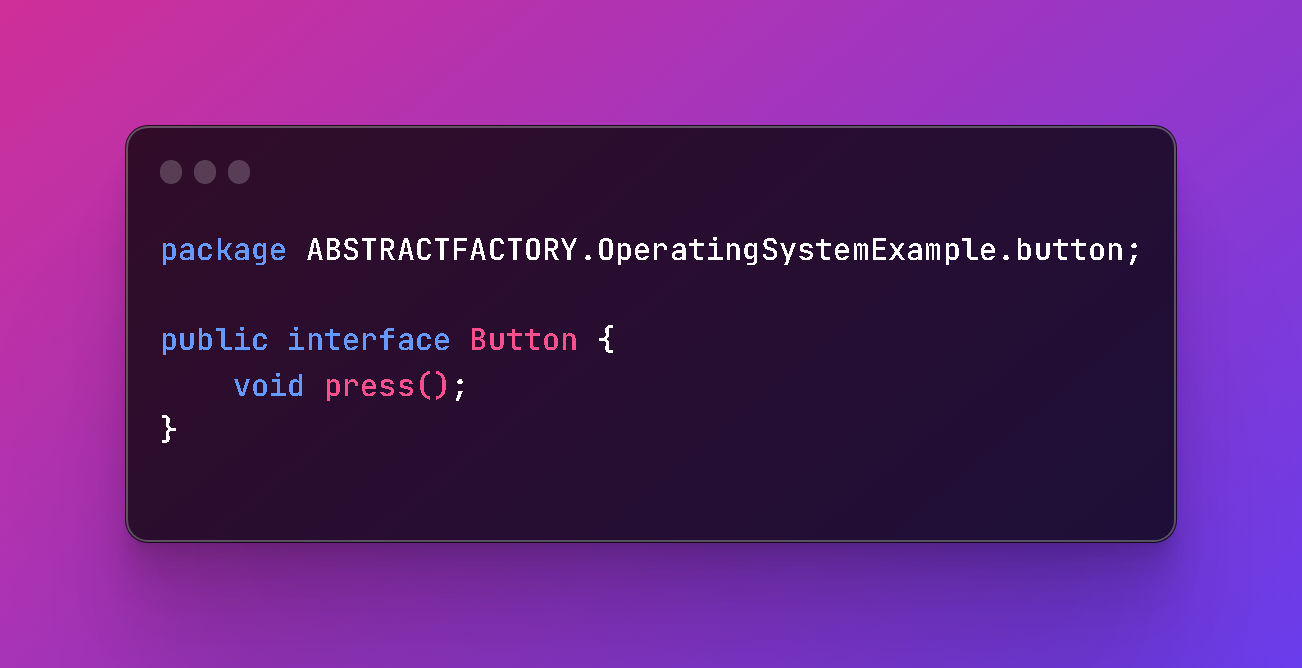 package ABSTRACTFACTORY.OperatingSystemExample.button;
public interface Button {
    void press();
}